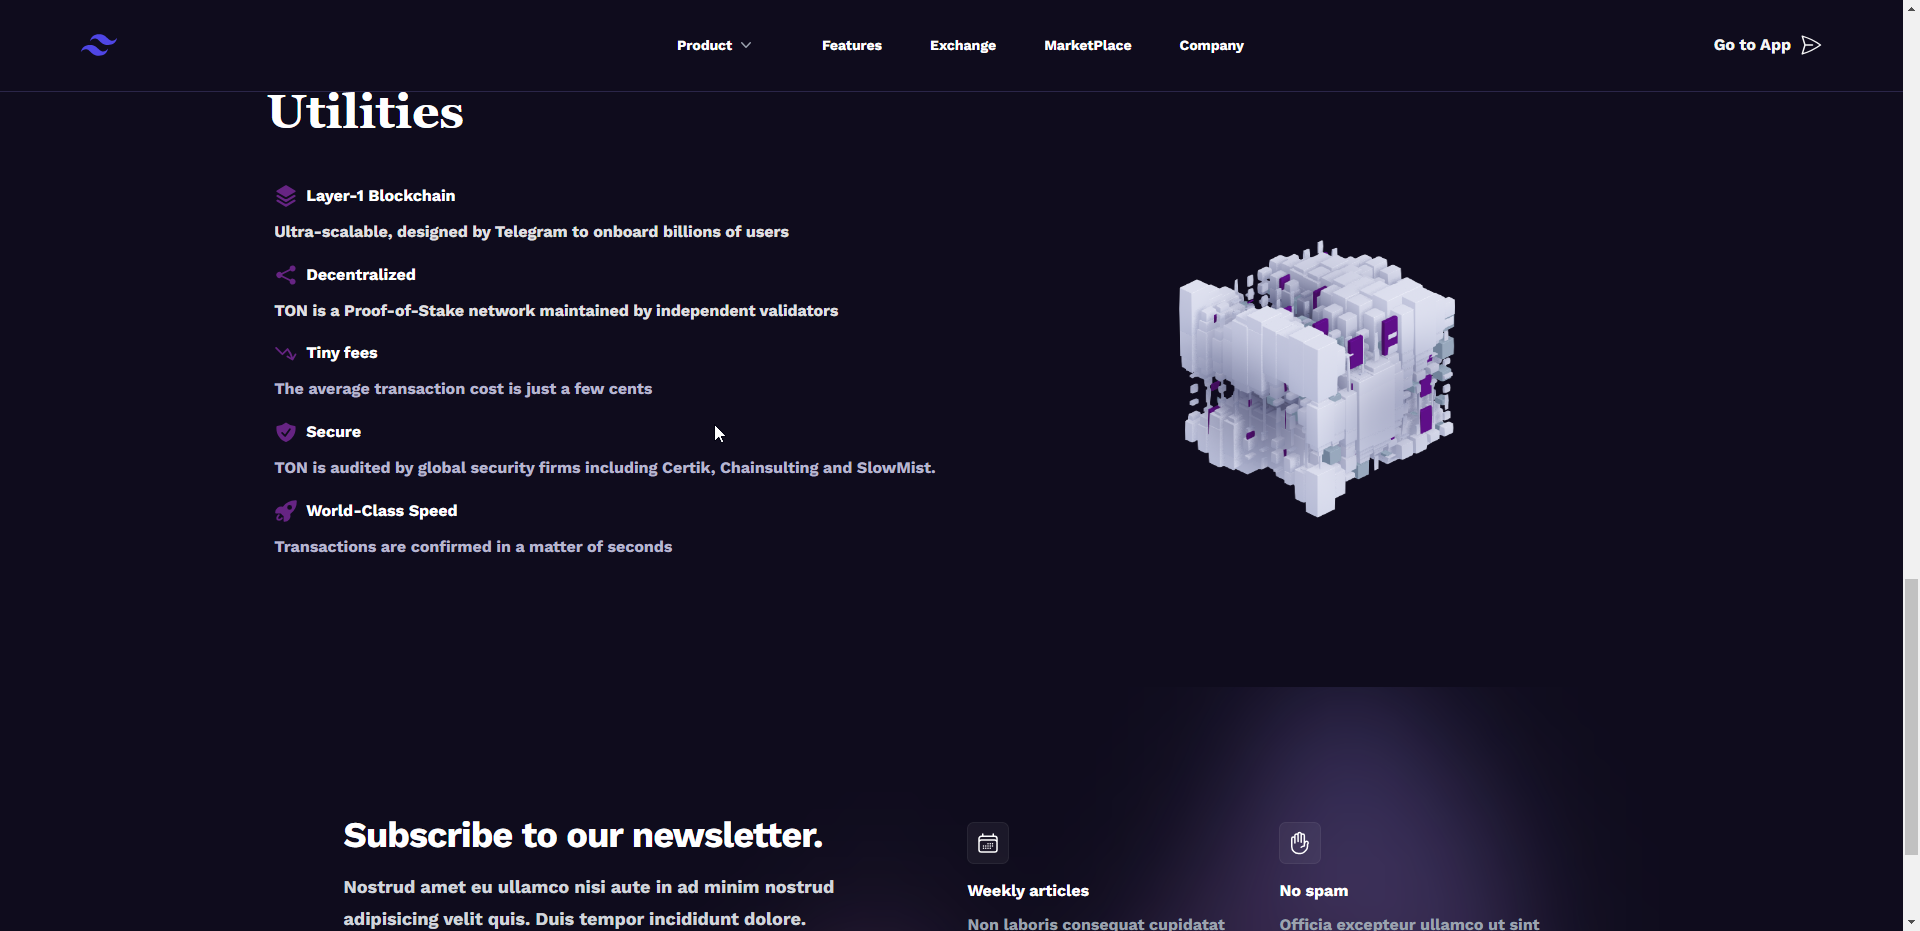 Product
Features
Exchange
MarketPlace
Company
Go to App
Utilities
Layer-1 Blockchain
Ultra-scalable, designed by Telegram to onboard billions of users
Decentralized
TON is a Proof-of-Stake network maintained by independent validators
Tiny fees
The average transaction cost is just a few cents
Secure
TON is audited by global security firms including Certik, Chainsulting and SlowMist.
World-Class Speed
Transactions are confirmed in a matter of seconds
Subscribe to our newsletter.
Nostrud amet eu ullamco nisi aute in ad minim nostrud
adipisicing velit quis. Duis tempor incididunt dolore.
Weekly articles
Non laboris consequat cupidatat
No spam
Officia excepteur ullamco ut sint